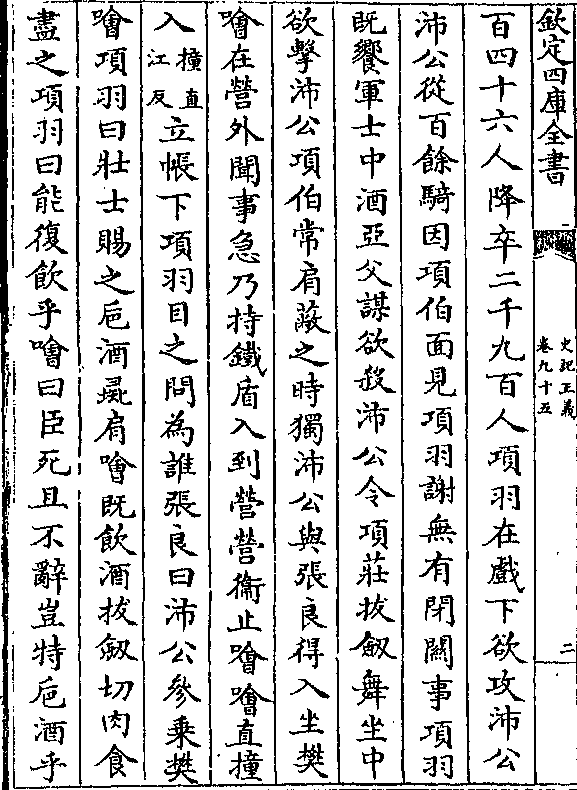 欽定四庫全書
史記正義
卷九十五
二
百四十六人降卒二千九百人項羽在戲下欲攻沛公
沛公從百餘騎因項伯面見項羽謝無有閉關事項羽
既饗軍士中酒亞父謀欲殺沛公令項莊拔劔舞坐中
欲擊沛公項伯常肩蔽之時獨沛公與張良得入坐樊
噲在營外聞事急乃持鐵盾入到營營衞止噲噲直撞
入撞直江反立帳下項羽目之問為誰張良曰沛公參乗樊
噲項羽曰壯士賜之卮酒彘肩噲既飲酒拔劔切肉食
盡之項羽曰能復飲乎噲曰臣死且不辭豈特卮酒乎